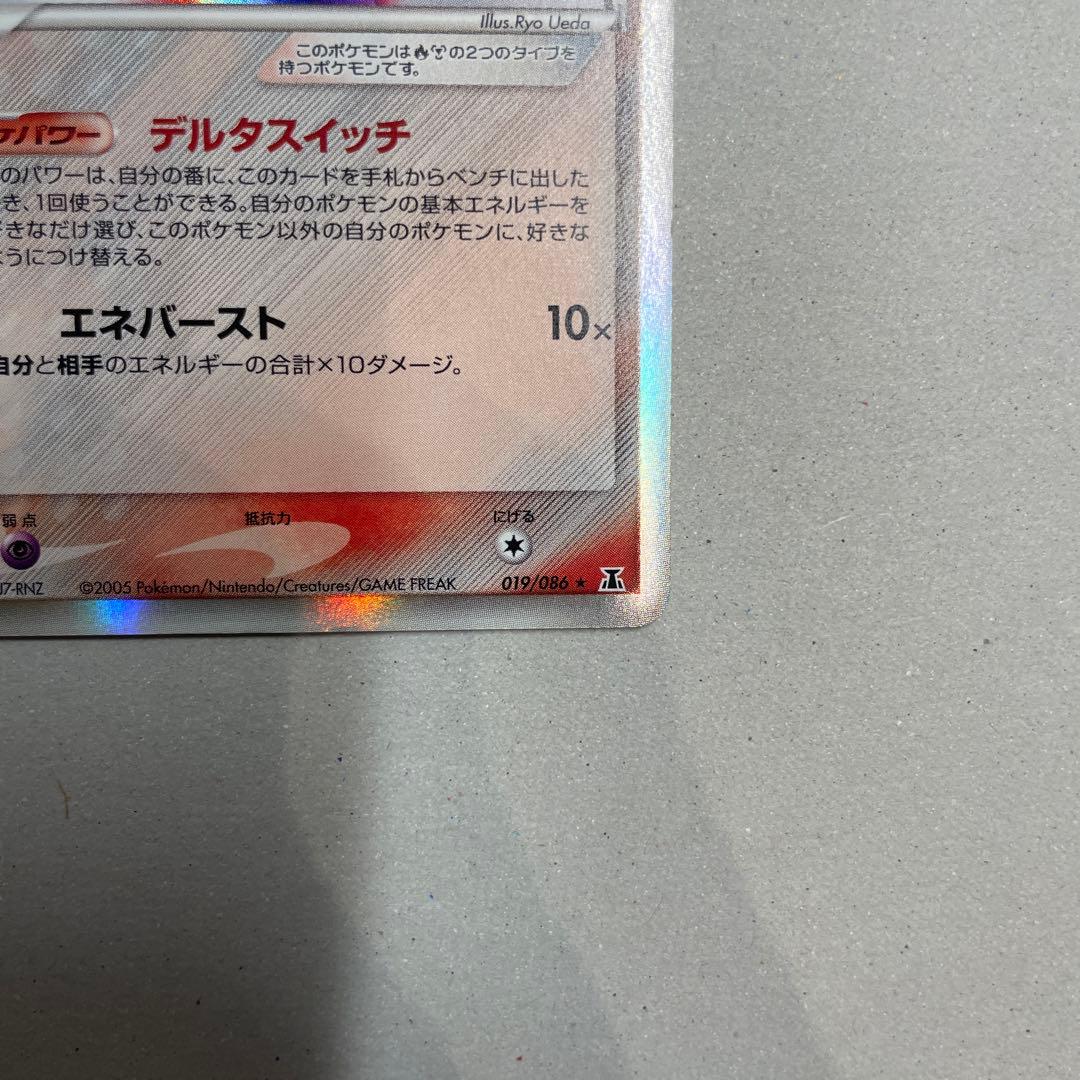 Illus.Ryo Ueda
このポケモンは の2つのタイプを
持つポケモンです。
ケパワー デルタスイッチ
のパワーは、自分の番に、このカードを手札からベンチに出した
き、1回使うことができる。自分のポケモンの基本エネルギーを
きなだけ選び、このポケモン以外の自分のポケモンに、好きな
うにつけ替える。
エネバースト 10×
自分と相手のエネルギーの合計×10ダメージ。
弱点 抵抗力 にげる
7-RNZ ©2005 Pokémon/Nintendo/Creatures/GAME FREAK 019/086 ★